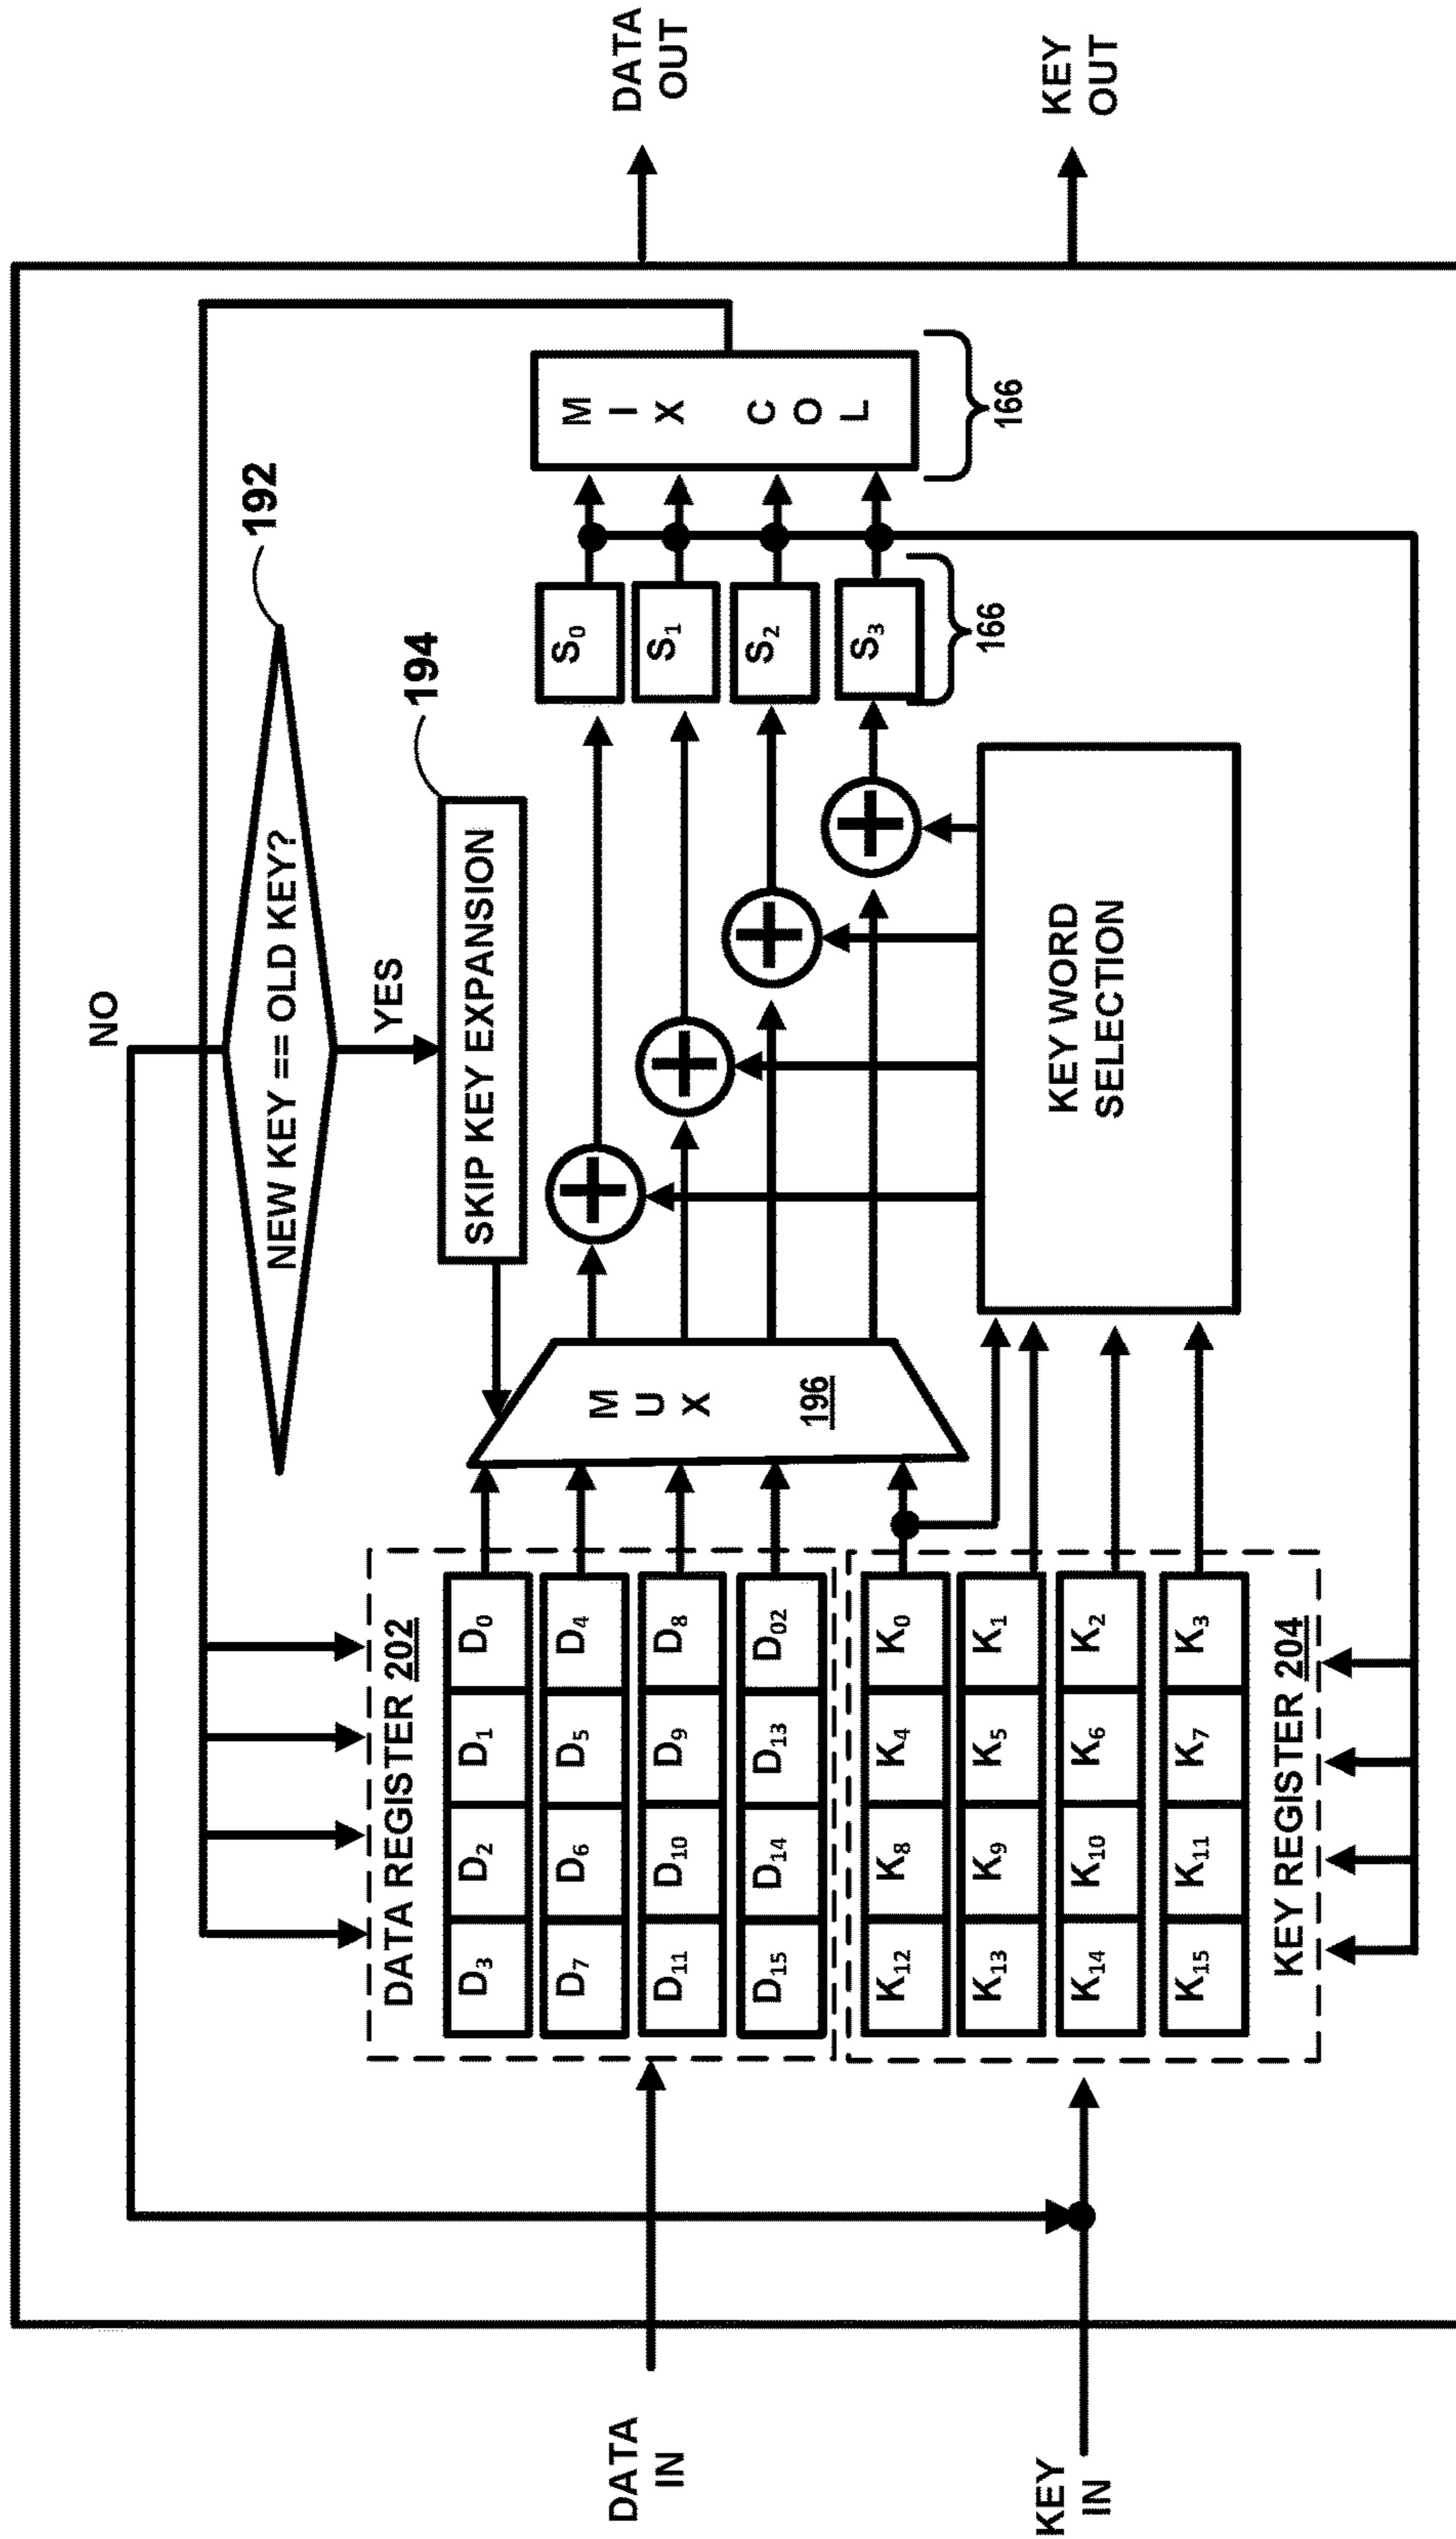 NO
NEW KEY == OLD KEY?
192
YES
194
SKIP KEY EXPANSION
DATA
IN
KEY
IN
DATA REGISTER 202
D3 D2 D1 D0
D7 D6 D5 D4
D11 D10 D9 D8
D15 D14 D13 D02
K12 K8 K4 K0
K13 K9 K5 K1
K14 K10 K6 K2
K15 K11 K7 K3
KEY REGISTER 204
MUX
196
KEY WORD
SELECTION
S0
S1
S2
S3
166
MIX COL
166
DATA
OUT
KEY
OUT